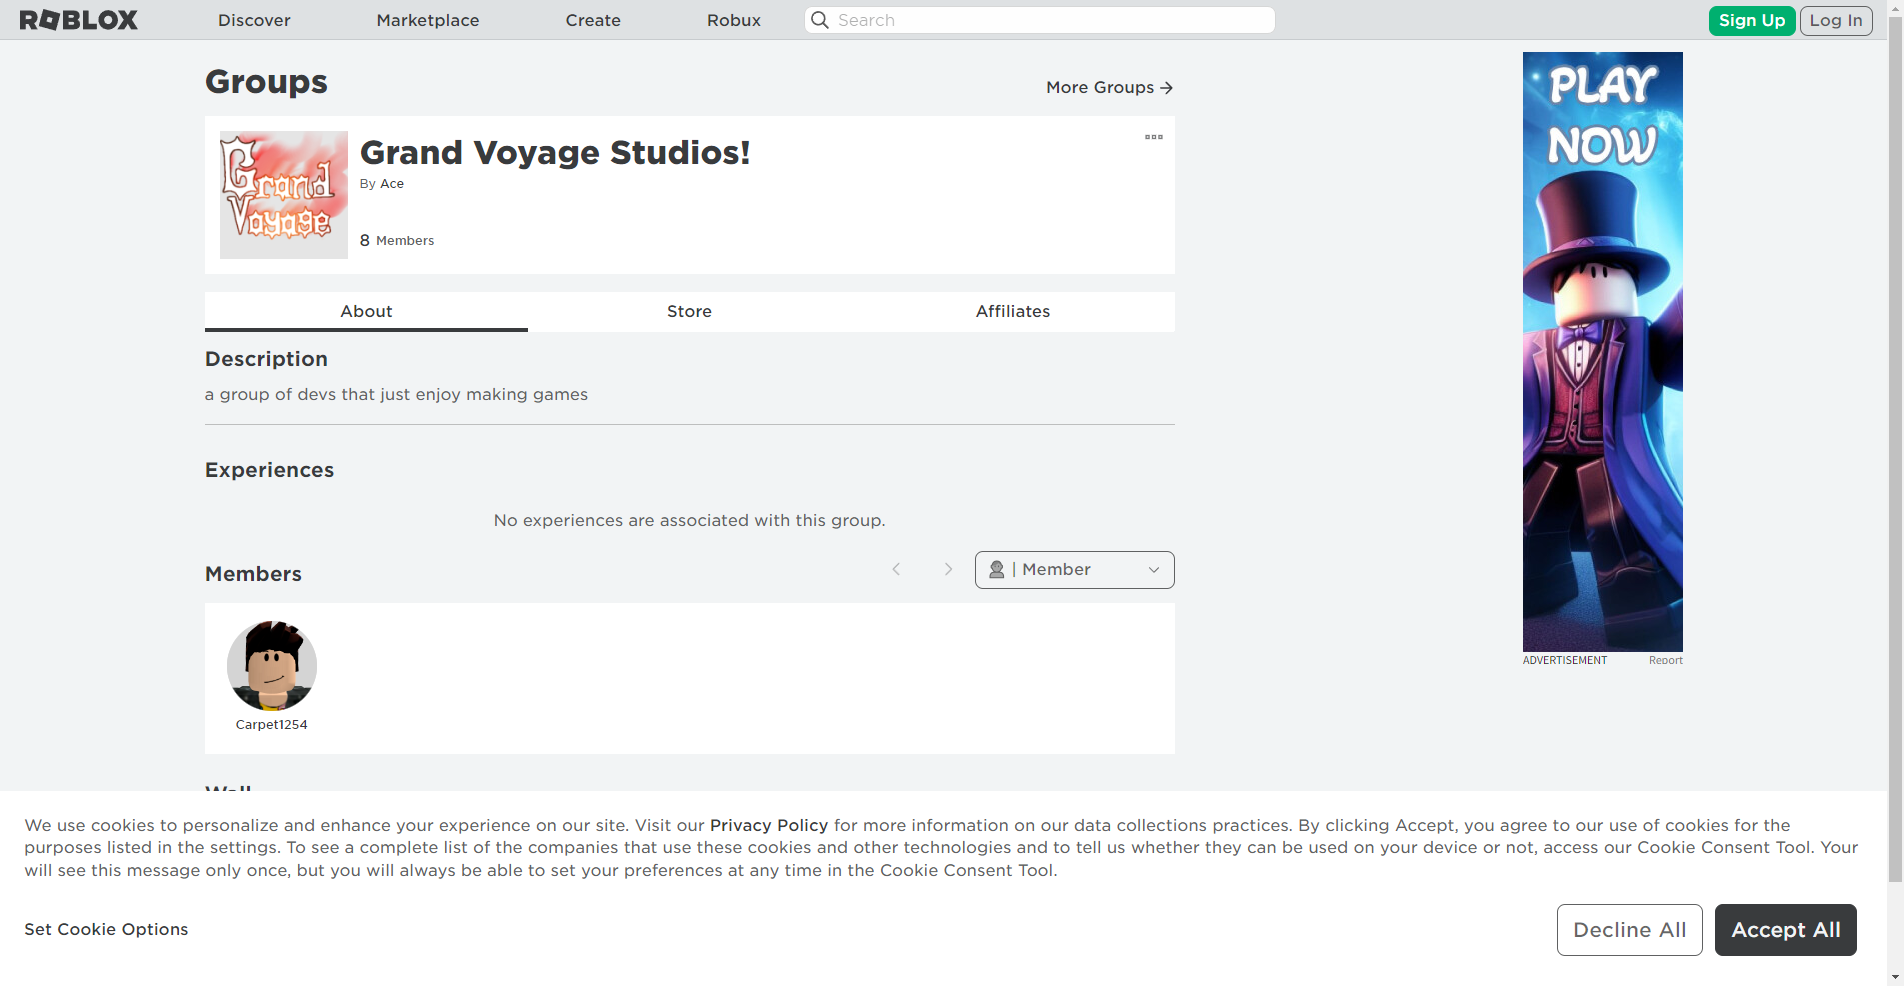 ROBLOX Discover Marketplace Create Robux Search Sign Up Log In
Groups
More Groups →
Grand Voyage
Grand Voyage Studios!
By Ace
8 Members
About Store Affiliates
Description
a group of devs that just enjoy making games
Experiences
No experiences are associated with this group.
Members
👤 | Member
Carpet1254
Wall
PLAY
NOW
ADVERTISEMENT Report
We use cookies to personalize and enhance your experience on our site. Visit our Privacy Policy for more information on our data collections practices. By clicking Accept, you agree to our use of cookies for the
purposes listed in the settings. To see a complete list of the companies that use these cookies and other technologies and to tell us whether they can be used on your device or not, access our Cookie Consent Tool. Your
will see this message only once, but you will always be able to set your preferences at any time in the Cookie Consent Tool.
Set Cookie Options
Decline All Accept All